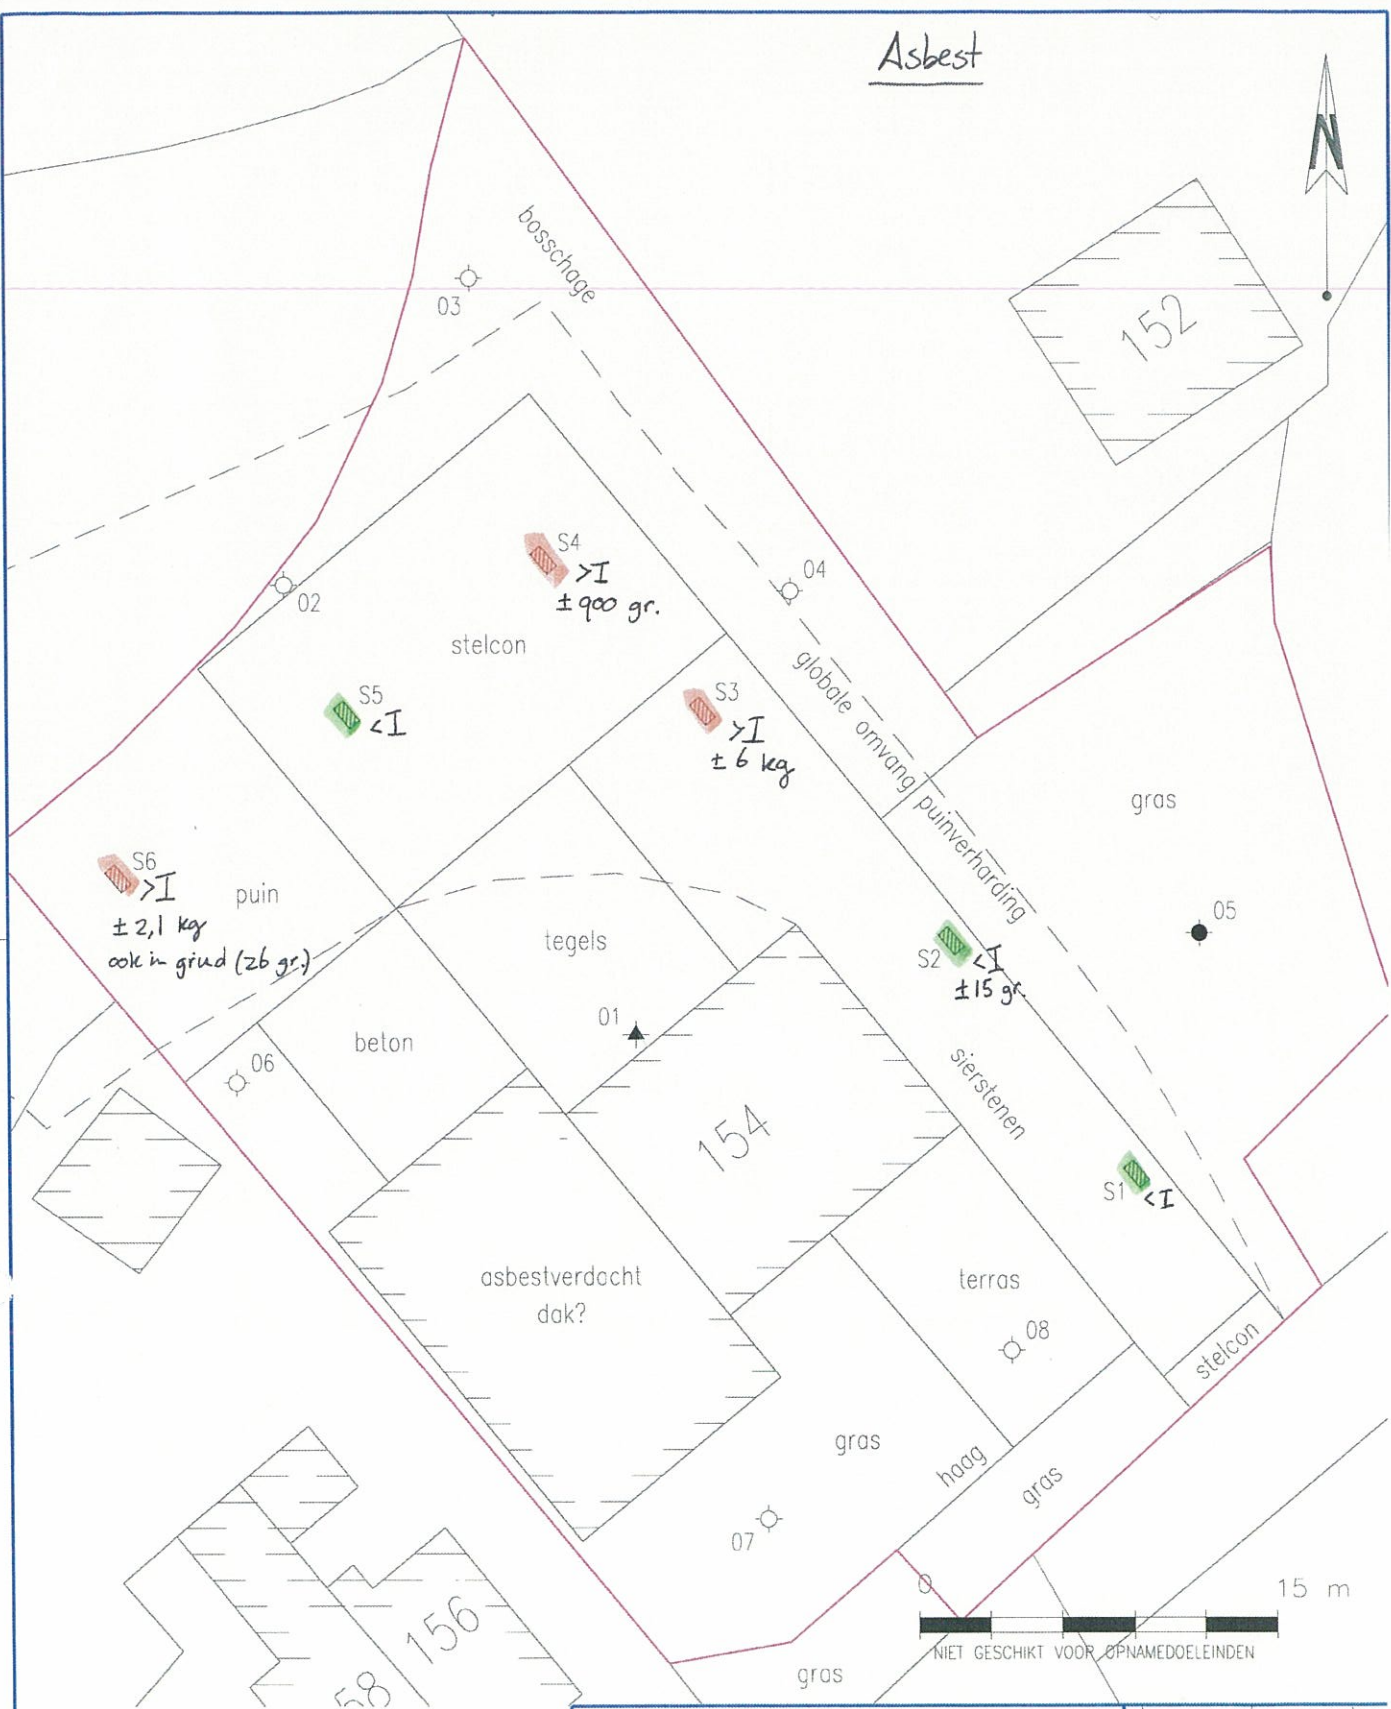 Asbest
N
bosschage
03
152
S4
>I
± 900 gr.
04
02
stelcon
S5
<I
S3
>I
± 6 kg
globale omvang puinverharding
gras
S6
>I
± 2,1 kg
ook in grind (26 gr.)
puin
05
tegels
S2
<I
± 15 gr.
01
beton
06
sierstenen
154
S1
<I
asbestverdacht
dak?
terras
08
stelcon
gras
haag
gras
07
0
15 m
NIET GESCHIKT VOOR OPNAMEDOELEINDEN
156
58
gras